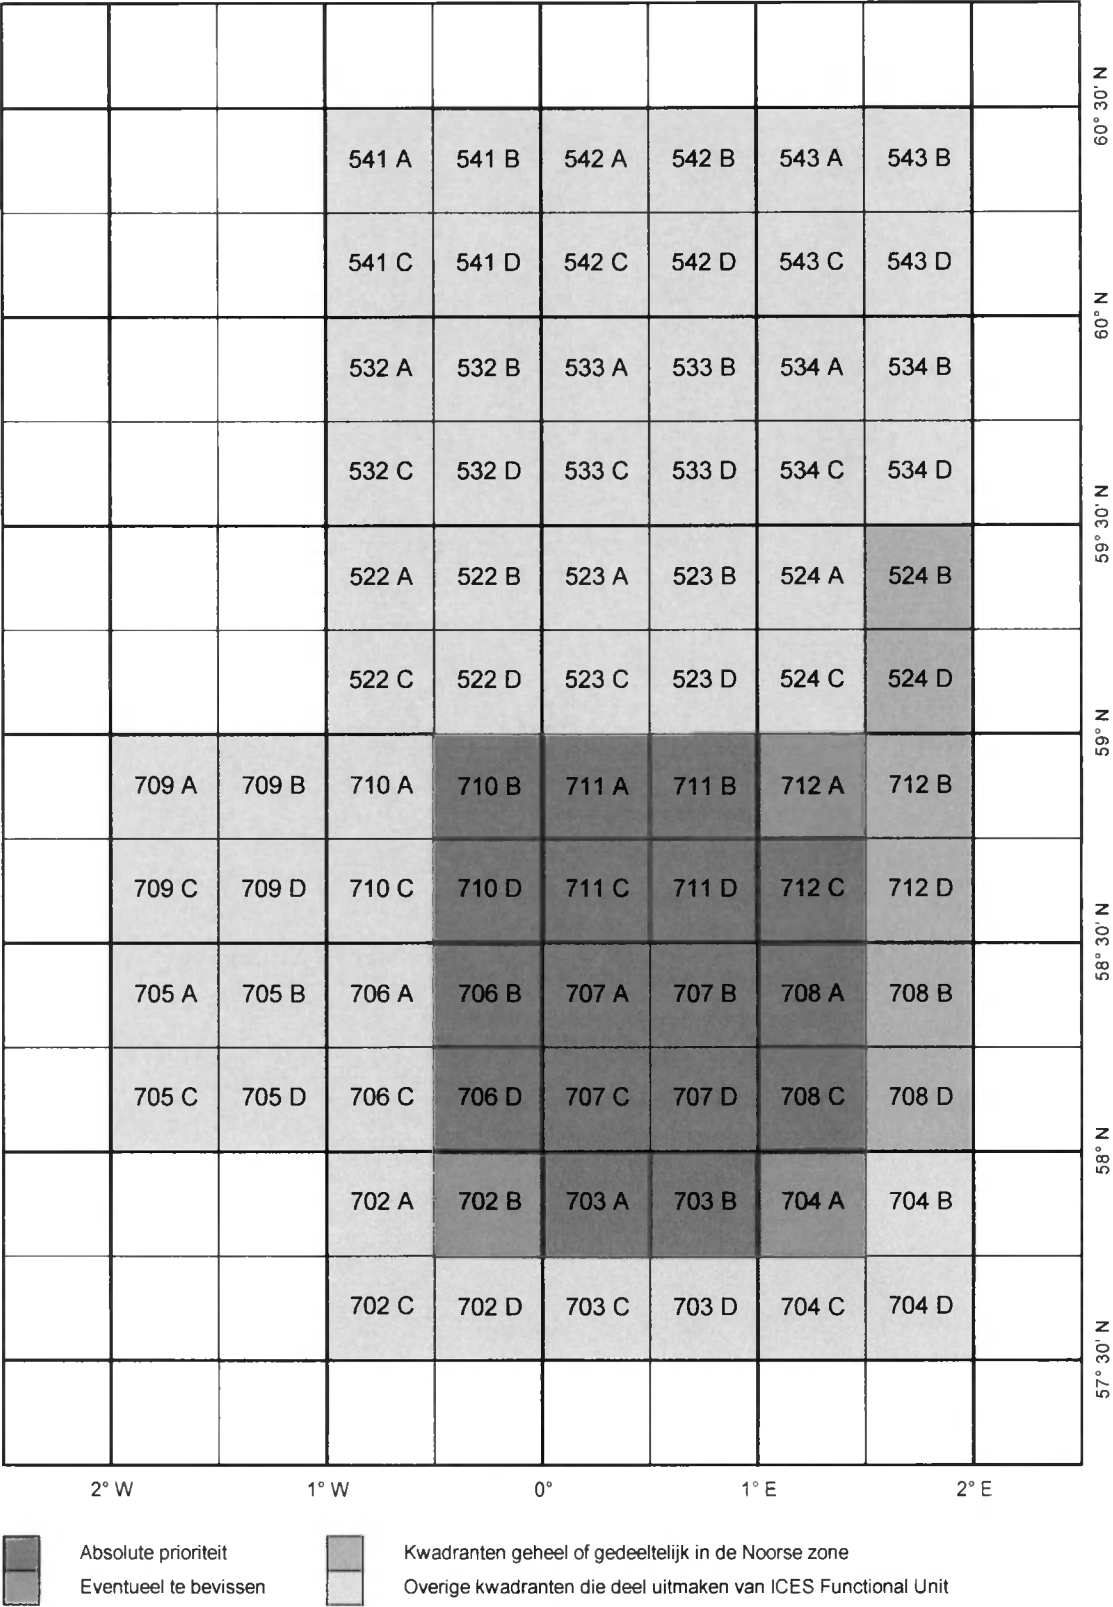 60° 30' N
541 A 541 B 542 A 542 B 543 A 543 B
541 C 541 D 542 C 542 D 543 C 543 D
60° N
532 A 532 B 533 A 533 B 534 A 534 B
532 C 532 D 533 C 533 D 534 C 534 D
59° 30' N
522 A 522 B 523 A 523 B 524 A 524 B
522 C 522 D 523 C 523 D 524 C 524 D
59° N
709 A 709 B 710 A 710 B 711 A 711 B 712 A 712 B
709 C 709 D 710 C 710 D 711 C 711 D 712 C 712 D
58° 30' N
705 A 705 B 706 A 706 B 707 A 707 B 708 A 708 B
705 C 705 D 706 C 706 D 707 C 707 D 708 C 708 D
58° N
702 A 702 B 703 A 703 B 704 A 704 B
702 C 702 D 703 C 703 D 704 C 704 D
57° 30' N
2° W 1° W 0° 1° E 2° E
Absolute prioriteit
Eventueel te bevissen
Kwadranten geheel of gedeeltelijk in de Noorse zone
Overige kwadranten die deel uitmaken van ICES Functional Unit